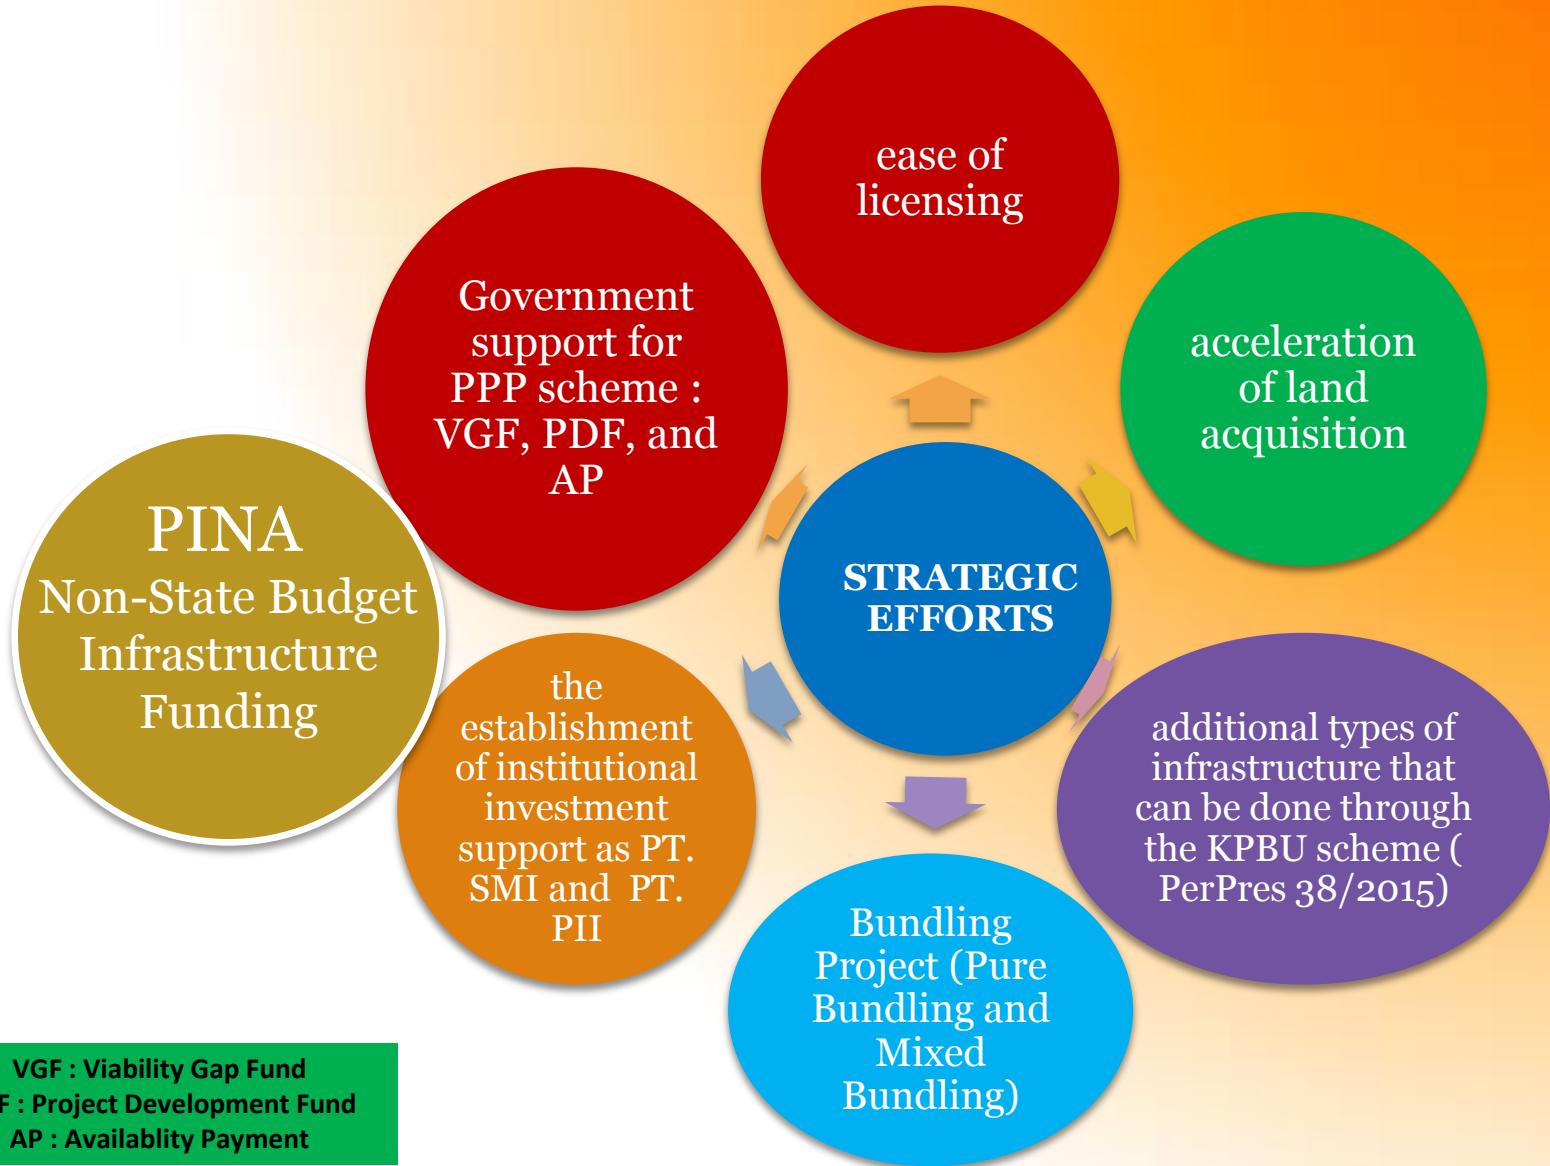 ease of
licensing
Government
support for
PPP scheme :
VGF, PDF, and
AP
acceleration
of land
acquisition
PINA
Non-State Budget
Infrastructure
Funding
STRATEGIC
EFFORTS
the
establishment
of institutional
investment
support as PT.
SMI and PT.
PII
additional types of
infrastructure that
can be done through
the KPBU scheme (
PerPres 38/2015)
Bundling
Project (Pure
Bundling and
Mixed
Bundling)
VGF : Viability Gap Fund
F : Project Development Fund
AP : Availablity Payment